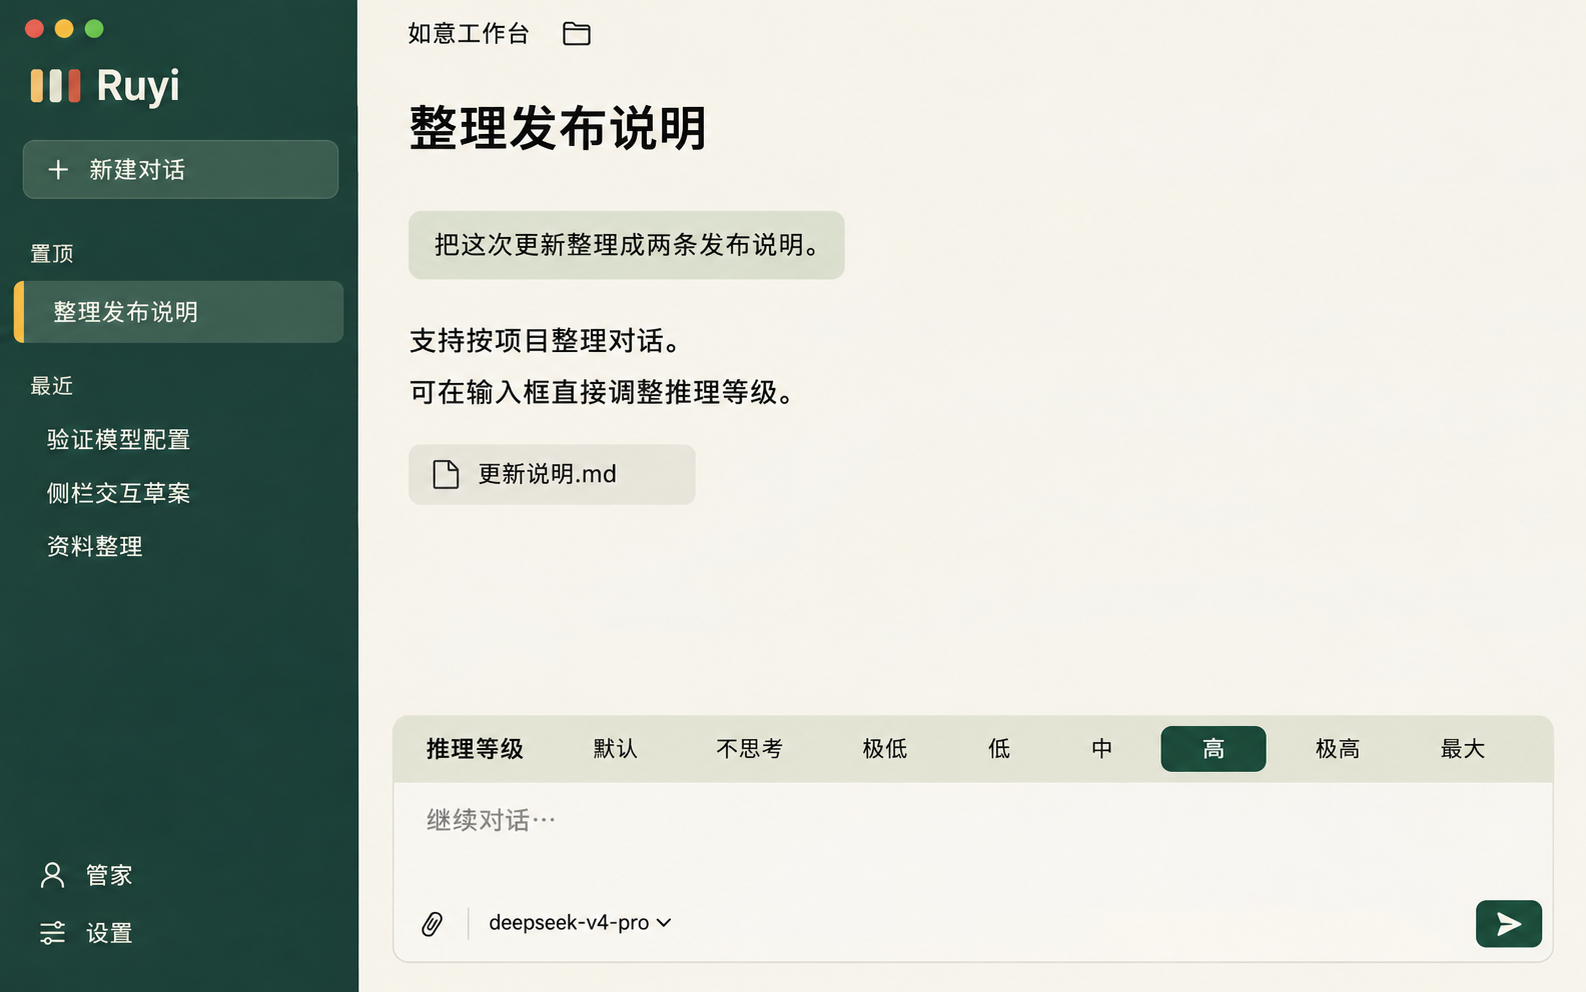 Ruyi
新建对话
置顶
整理发布说明
最近
验证模型配置
侧栏交互草案
资料整理
管家
设置
如意工作台
整理发布说明
把这次更新整理成两条发布说明。
支持按项目整理对话。
可在输入框直接调整推理等级。
更新说明.md
推理等级 默认 不思考 极低 低 中 高 极高 最大
继续对话…
deepseek-v4-pro